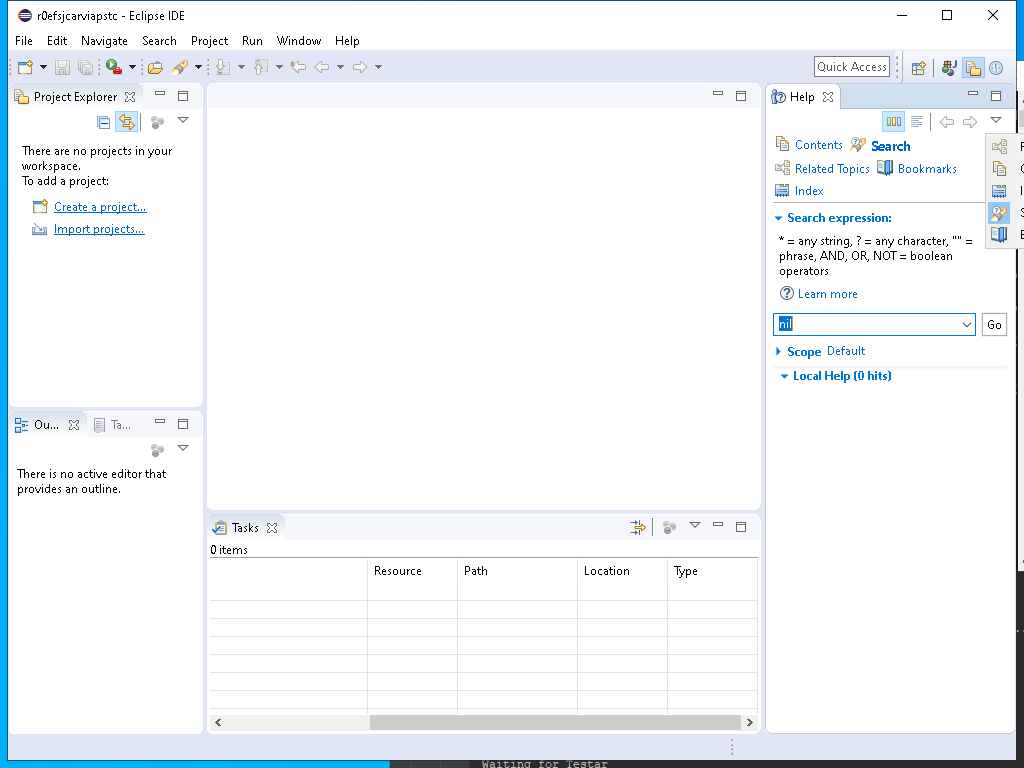 r0efsjcarviapstc - Eclipse IDE
File Edit Navigate Search Project Run Window Help
Quick Access
Project Explorer
There are no projects in your
workspace.
To add a project:
Create a project...
Import projects...
Ou...
Ta...
There is no active editor that
provides an outline.
Tasks
0 items
Resource Path Location Type
Help
Contents Search
Related Topics Bookmarks
Index
Search expression:
* = any string, ? = any character, "" =
phrase, AND, OR, NOT = boolean
operators
Learn more
nil
Go
Scope Default
Local Help (0 hits)
Waiting for Testar